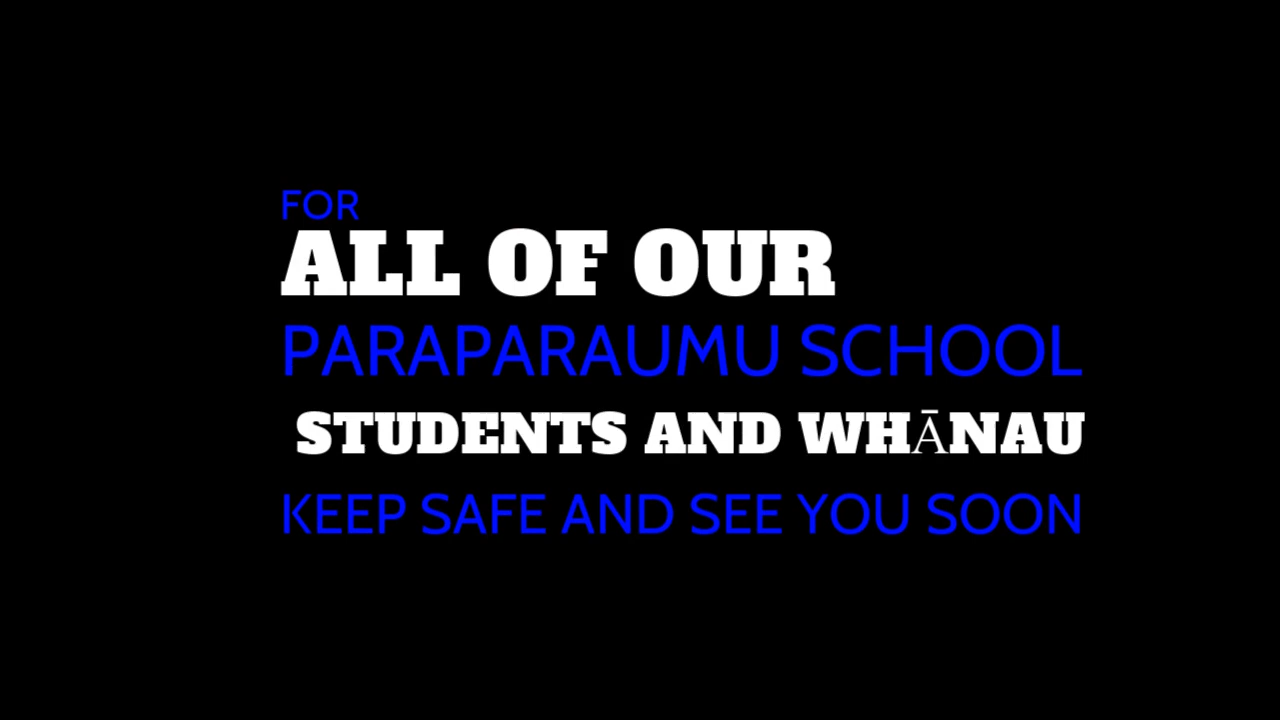 FOR
ALL OF OUR
PARAPARAUMU SCHOOL
STUDENTS AND WHĀNAU
KEEP SAFE AND SEE YOU SOON